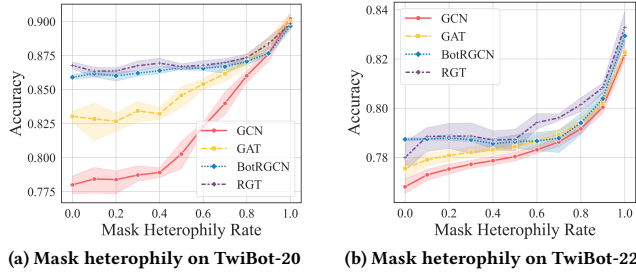 0.900
0.875
0.850
0.825
0.800
0.775
Accuracy
GCN
GAT
BotRGCN
RGT
0.0 0.2 0.4 0.6 0.8 1.0
Mask Heterophily Rate
(a) Mask heterophily on TwiBot-20
0.84
0.82
0.80
0.78
Accuracy
GCN
GAT
BotRGCN
RGT
0.0 0.2 0.4 0.6 0.8 1.0
Mask Heterophily Rate
(b) Mask heterophily on TwiBot-22